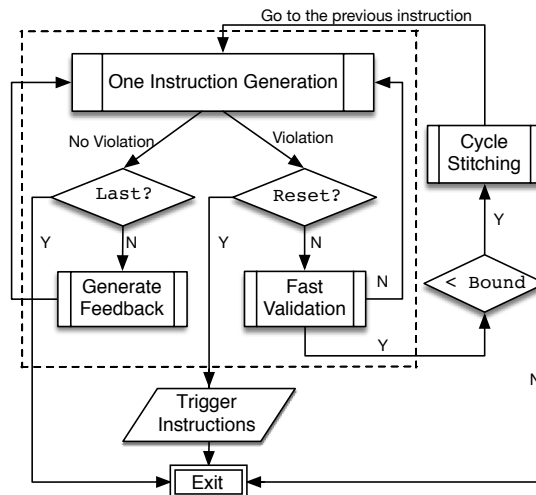 Go to the previous instruction
One Instruction Generation
No Violation
Violation
Cycle
Stitching
Last?
Reset?
Y
N
Y
N
Y
Generate
Feedback
Fast
Validation
N
< Bound
Y
N
Trigger
Instructions
Exit